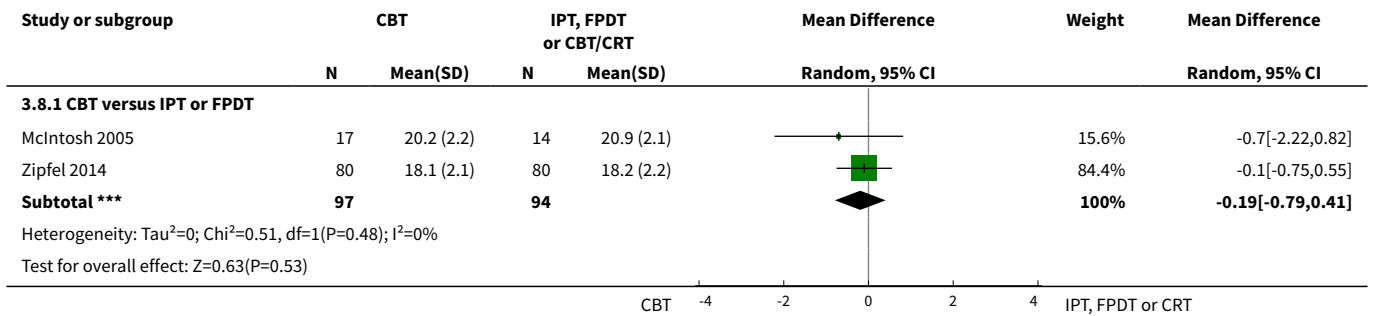 Study or subgroup CBT IPT, FPDT Mean Difference Weight Mean Difference
or CBT/CRT
N Mean(SD) N Mean(SD) Random, 95% CI Random, 95% CI
3.8.1 CBT versus IPT or FPDT
McIntosh 2005 17 20.2 (2.2) 14 20.9 (2.1) 15.6% -0.7[-2.22,0.82]
Zipfel 2014 80 18.1 (2.1) 80 18.2 (2.2) 84.4% -0.1[-0.75,0.55]
Subtotal *** 97 94 100% -0.19[-0.79,0.41]
Heterogeneity: Tau²=0; Chi²=0.51, df=1(P=0.48); I²=0%
Test for overall effect: Z=0.63(P=0.53)
CBT -4 -2 0 2 4 IPT, FPDT or CRT